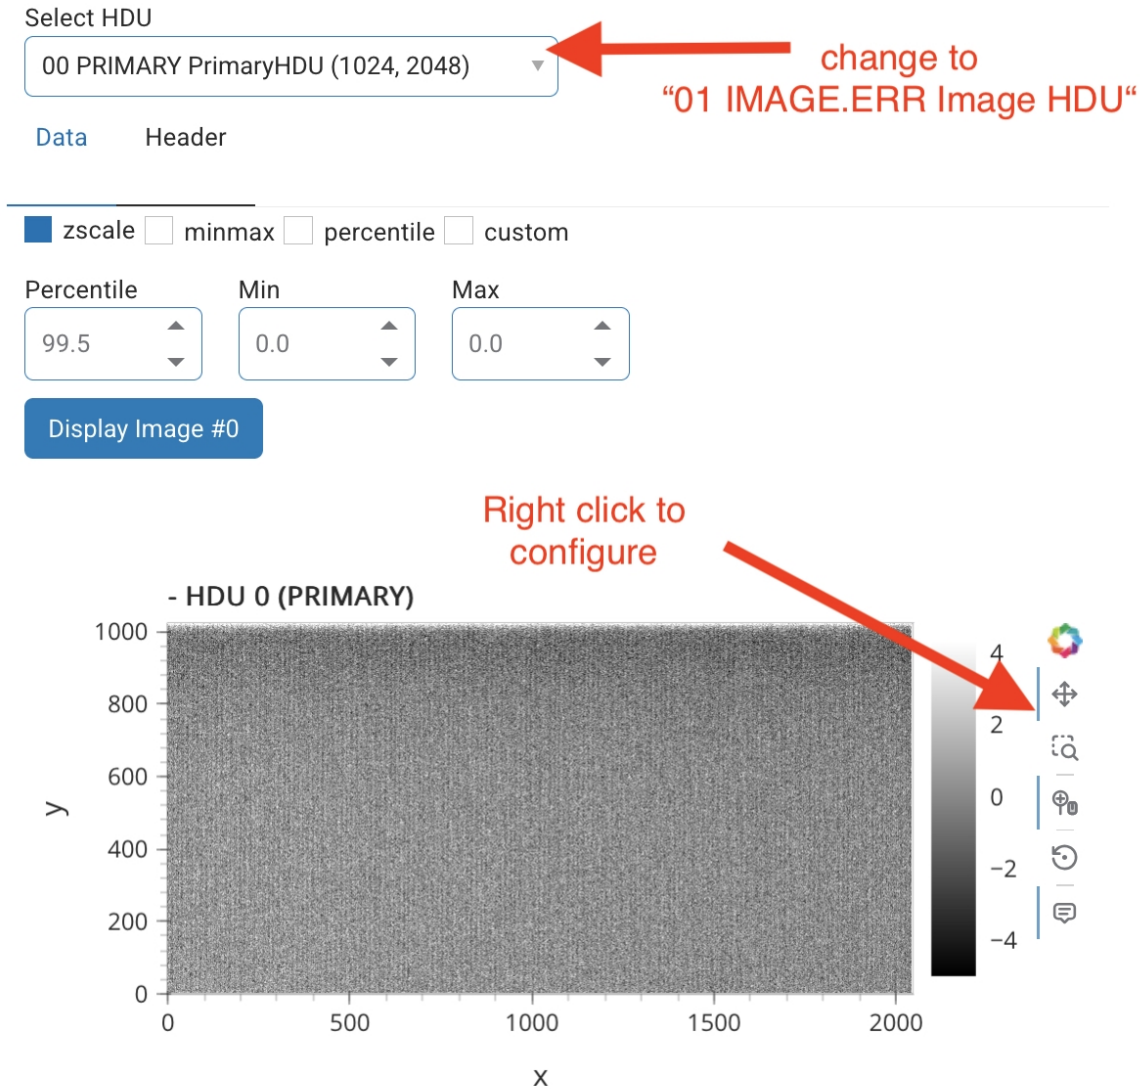 Select HDU
00 PRIMARY PrimaryHDU (1024, 2048)
change to
“01 IMAGE.ERR Image HDU“
Data Header
zscale minmax percentile custom
Percentile Min Max
99.5 0.0 0.0
Display Image #0
Right click to
configure
- HDU 0 (PRIMARY)
1000
800
600
400
200
0
y
0 500 1000 1500 2000
x
4
2
0
−2
−4